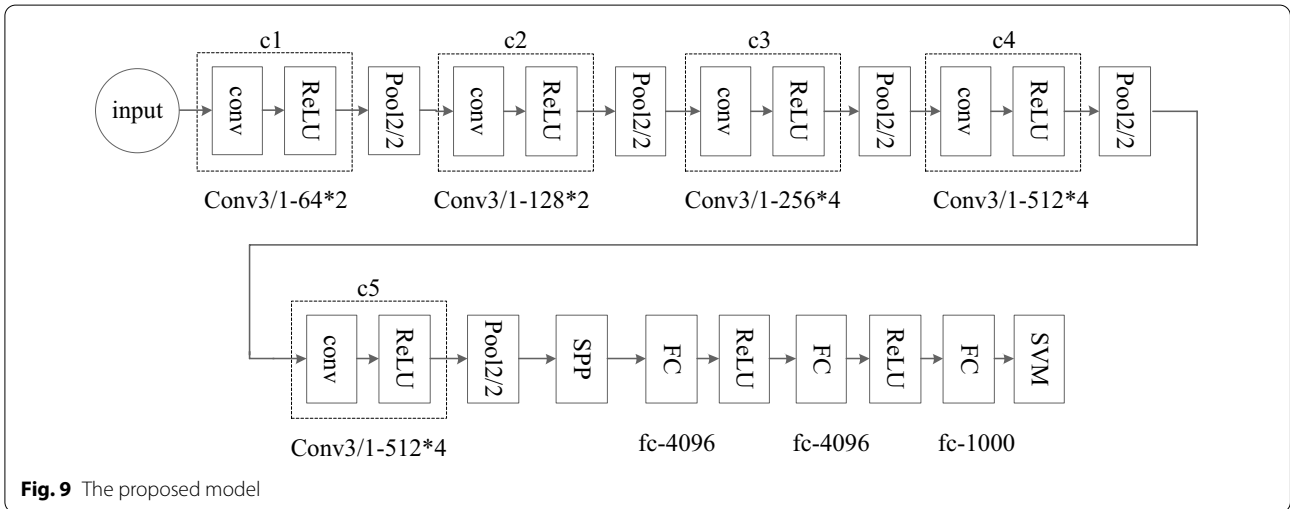 c1 c2 c3 c4
input conv ReLU Pool2/2 conv ReLU Pool2/2 conv ReLU Pool2/2 conv ReLU Pool2/2
Conv3/1-64*2 Conv3/1-128*2 Conv3/1-256*4 Conv3/1-512*4
c5
conv ReLU Pool2/2 SPP FC ReLU FC ReLU FC SVM
Conv3/1-512*4 fc-4096 fc-4096 fc-1000
Fig. 9 The proposed model